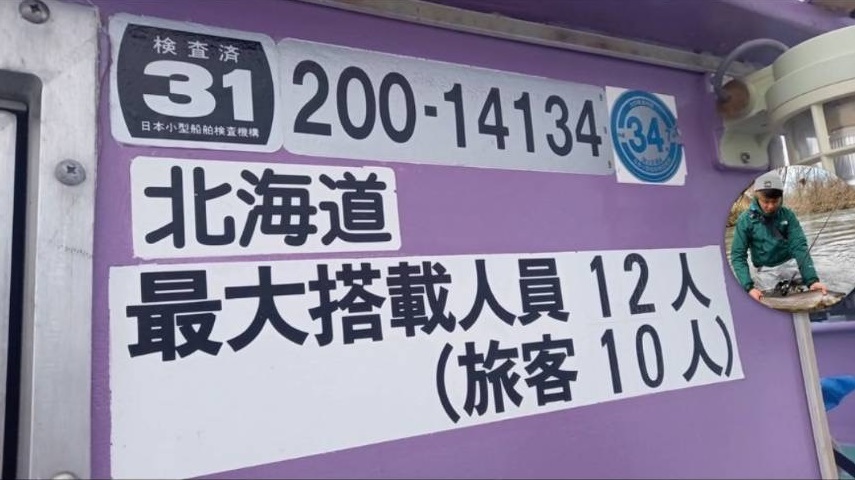 検査済
31
日本小型船舶検査機構
200-14134
34
北海道
最大搭載人員 12人
(旅客 10人)